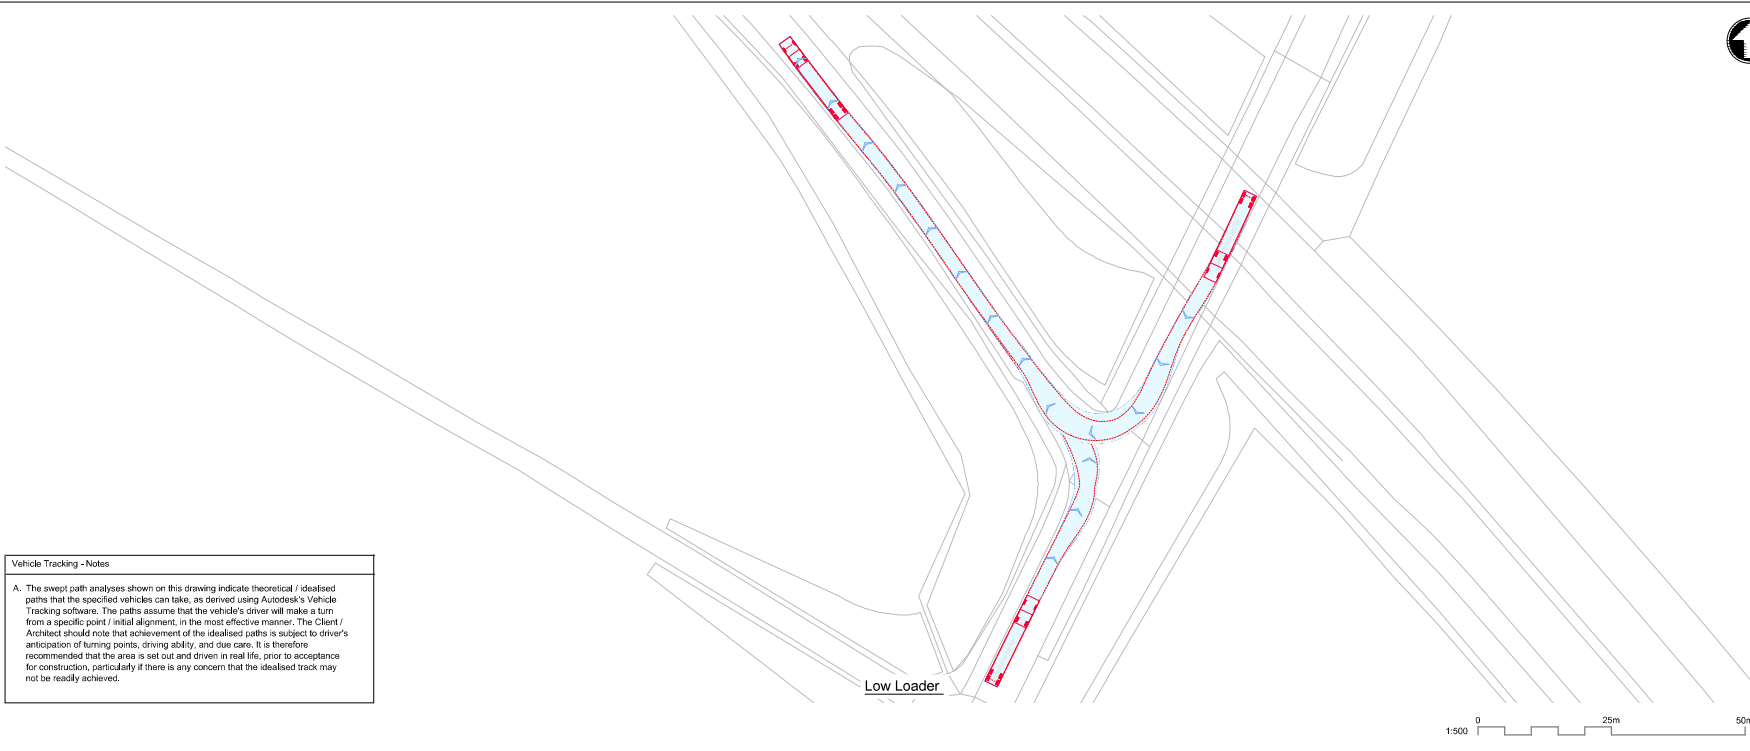 Vehicle Tracking - Notes
A. The swept path analyses shown on this drawing indicate theoretical / idealised
paths that the specified vehicles can take, as derived using Autodesk's Vehicle
Tracking software. The paths assume that the vehicle's driver will make a turn
from a specific point / initial alignment, in the most effective manner. The Client /
Architect should note that achievement of the idealised paths is subject to driver's
anticipation of turning points, driving ability, and due care. It is therefore
recommended that the area is set out and driven in real life, prior to acceptance
for construction, particularly if there is any concern that the idealised track may
not be readily achieved.
Low Loader
0 25m 50m
1:500